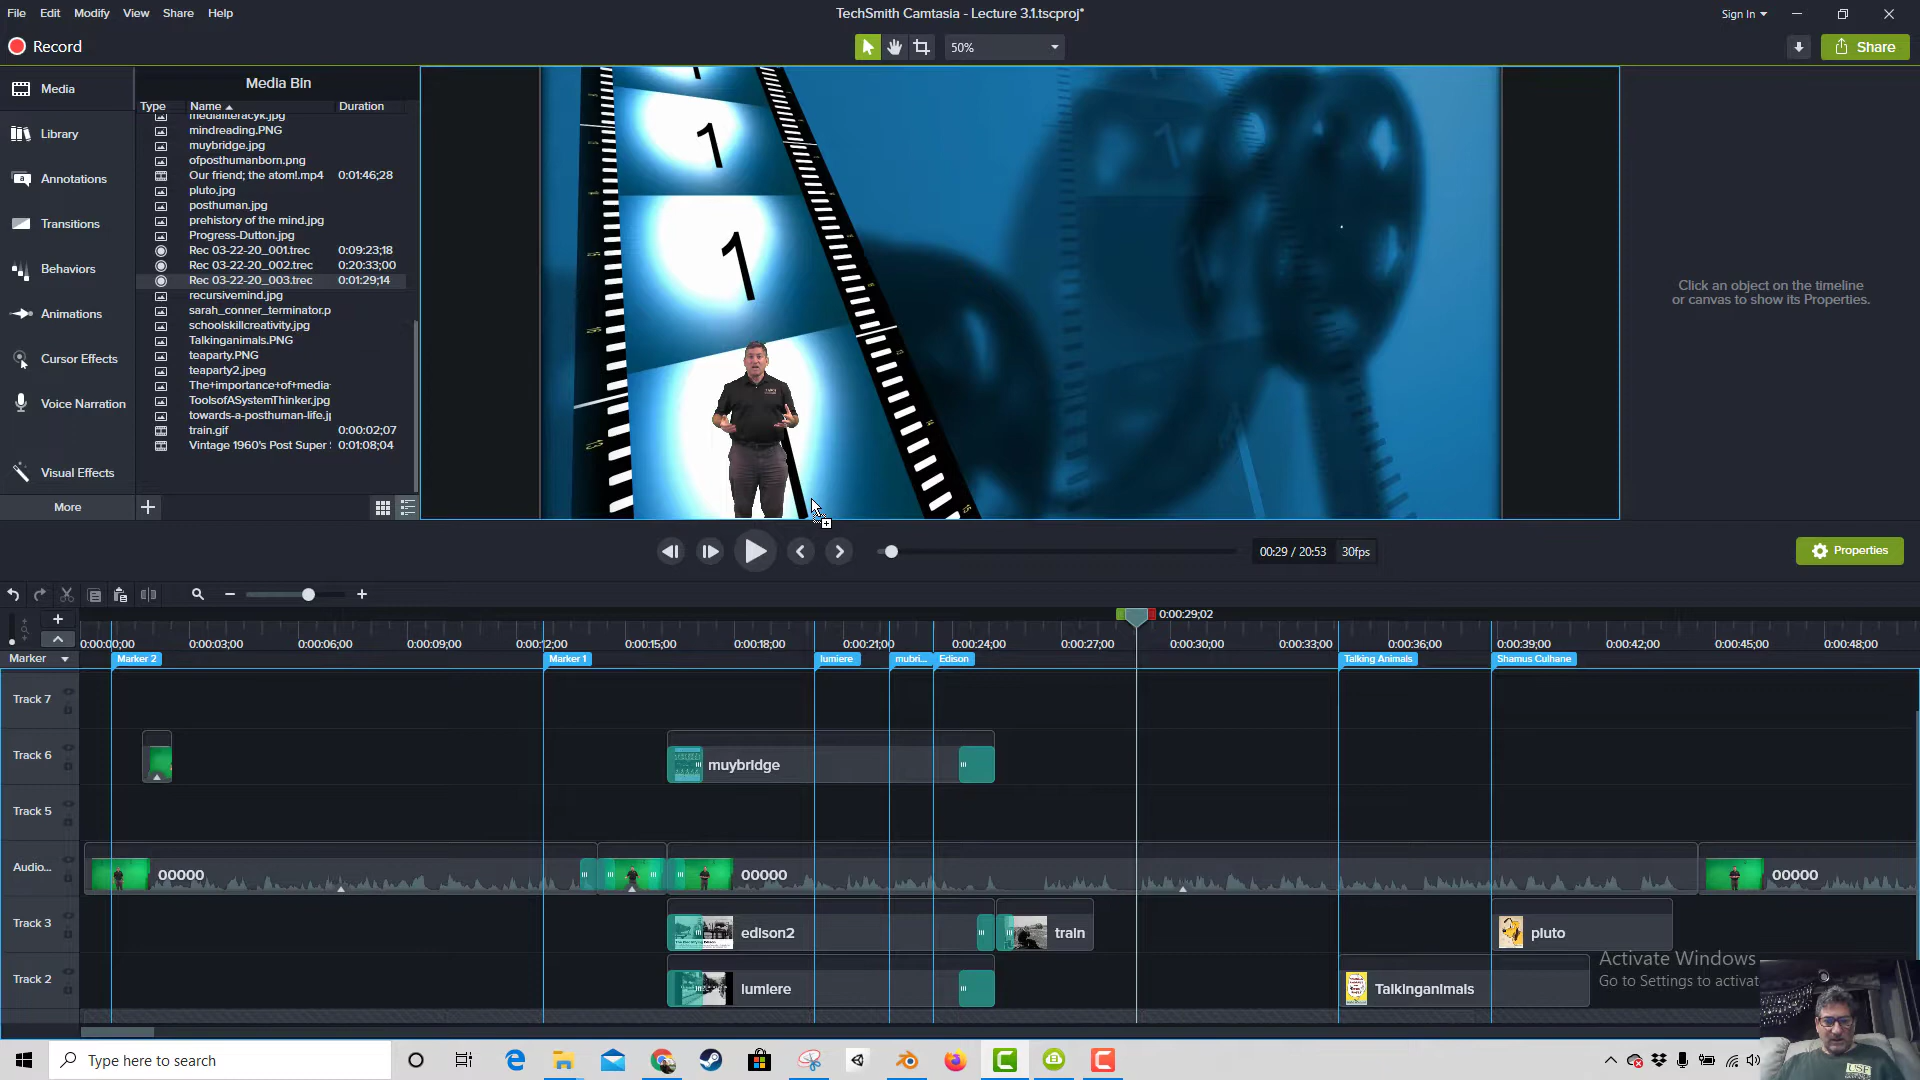 File Edit Modify View Share Help
TechSmith Camtasia - Lecture 3.1.tscproj*
Sign In
Record
50%
Share
Media
Library
Annotations
Transitions
Behaviors
Animations
Cursor Effects
Voice Narration
Visual Effects
More
Media Bin
Type Name Duration
medialiteracyk.jpg
mindreading.PNG
muybridge.jpg
ofposthumanborn.png
Our friend; the atom!.mp4 0:01:46;28
pluto.jpg
posthuman.jpg
prehistory of the mind.jpg
Progress-Dutton.jpg
Rec 03-22-20_001.trec 0:09:23;18
Rec 03-22-20_002.trec 0:20:33;00
Rec 03-22-20_003.trec 0:01:29;14
recursivemind.jpg
sarah_conner_terminator.p
schoolskillcreativity.jpg
Talkinganimals.PNG
teaparty.PNG
teaparty2.jpeg
The+importance+of+media-
ToolsofASystemThinker.jpg
towards-a-posthuman-life.j
train.gif 0:00:02;07
Vintage 1960's Post Super 0:01:08;04
1
1
1
Click an object on the timeline
or canvas to show its Properties.
00:29 / 20:53 30fps
Properties
0:00:29;02
0:00:00;00 0:00:03;00 0:00:06;00 0:00:09;00 0:00:12;00 0:00:15;00 0:00:18;00 0:00:21;00 0:00:24;00 0:00:27;00 0:00:30;00 0:00:33;00 0:00:36;00 0:00:39;00 0:00:42;00 0:00:45;00 0:00:48;00
Marker Marker 2 Marker 1 lumiere mubri... Edison Talking Animals Shamus Culhane
Track 7
Track 6 muybridge
Track 5
Audio... 00000 00000 00000
Track 3 edison2 train pluto
Track 2 lumiere Talkinganimals
Activate Windows
Go to Settings to activat
USF
Type here to search